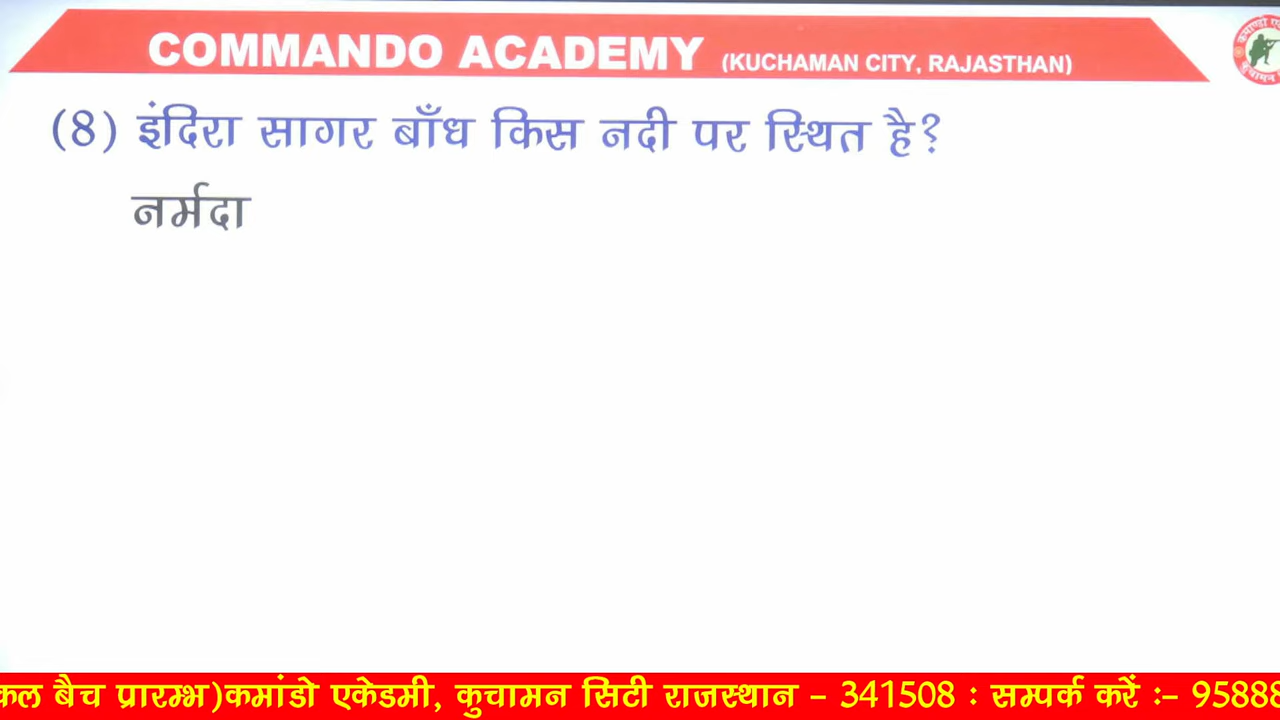 COMMANDO ACADEMY (KUCHAMAN CITY, RAJASTHAN)
(8) इंदिरा सागर बाँध किस नदी पर स्थित है?
नर्मदा
कल बैच प्रारम्भ)कमांडो एकेडमी, कुचामन सिटी राजस्थान - 341508 : सम्पर्क करें :- 95888